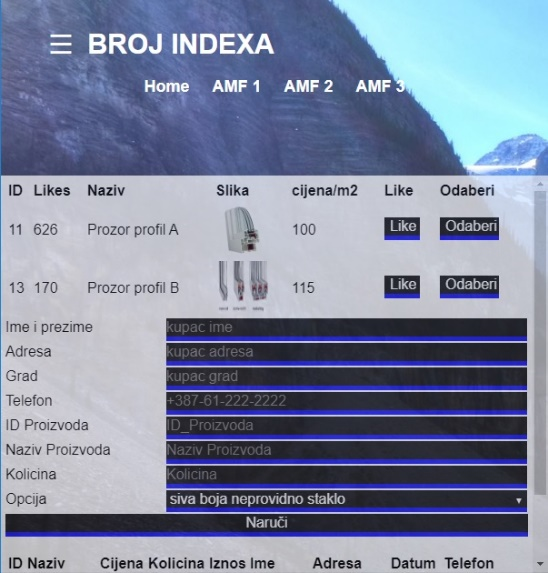 ☰ BROJ INDEXA
Home AMF 1 AMF 2 AMF 3
ID Likes Naziv Slika cijena/m2 Like Odaberi
11 626 Prozor profil A 100 Like Odaberi
13 170 Prozor profil B 115 Like Odaberi
Ime i prezime kupac ime
Adresa kupac adresa
Grad kupac grad
Telefon +387-61-222-2222
ID Proizvoda ID_Proizvoda
Naziv Proizvoda Naziv Proizvoda
Kolicina Kolicina
Opcija siva boja neprovidno staklo
Naruči
ID Naziv Cijena Kolicina Iznos Ime Adresa Datum Telefon